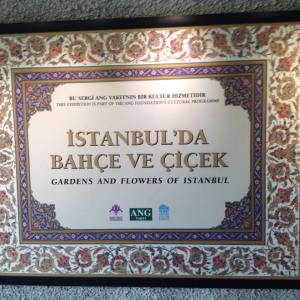 BU SERGI ANG VAKFI'NIN BİR KÜLTÜR HİZMETİDİR
THIS EXHIBITION IS PART OF THE ANG FOUNDATION'S CULTURAL PROGRAMME
İSTANBUL'DA
BAHÇE VE ÇİÇEK
GARDENS AND FLOWERS OF ISTANBUL
ANG